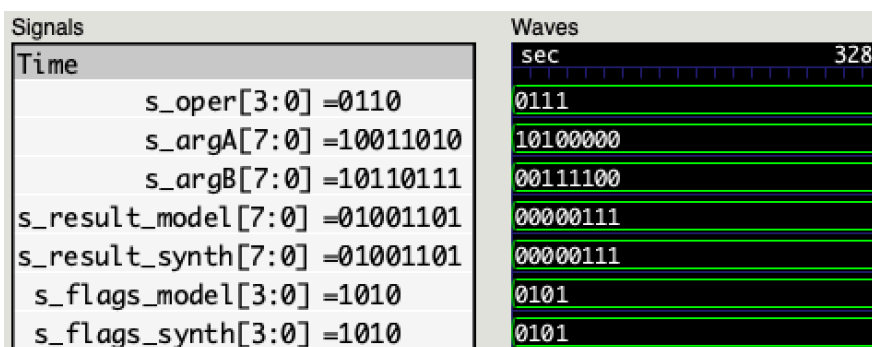 Signals
Waves
Time
sec 328
s_oper[3:0] =0110
0111
s_argA[7:0] =10011010
10100000
s_argB[7:0] =10110111
00111100
s_result_model[7:0] =01001101
00000111
s_result_synth[7:0] =01001101
00000111
s_flags_model[3:0] =1010
0101
s_flags_synth[3:0] =1010
0101